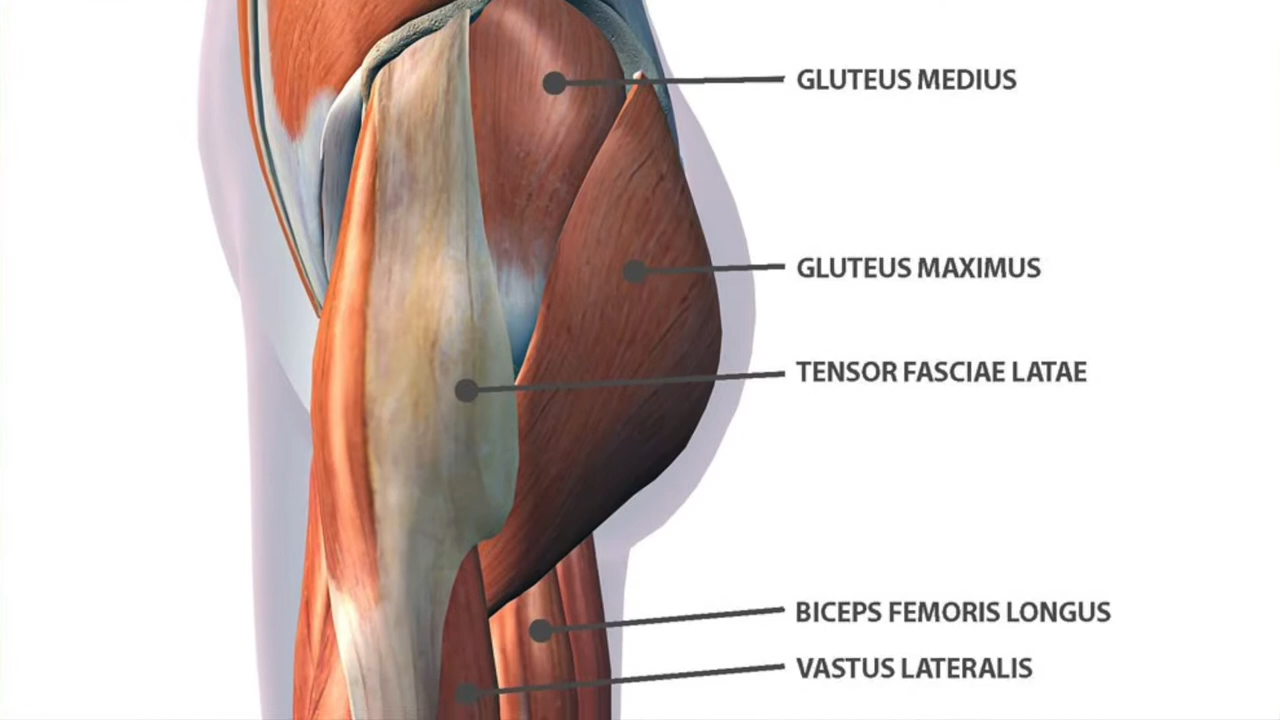 GLUTEUS MEDIUS
GLUTEUS MAXIMUS
TENSOR FASCIAE LATAE
BICEPS FEMORIS LONGUS
VASTUS LATERALIS